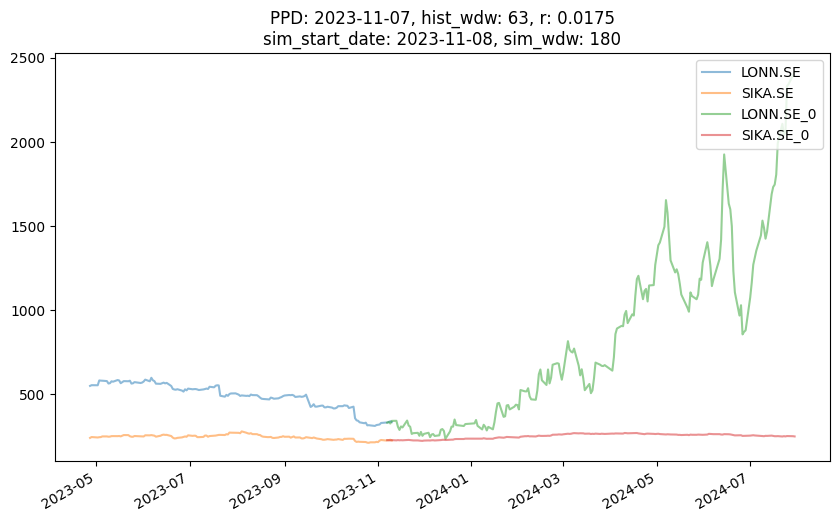 PPD: 2023-11-07, hist_wdw: 63, r: 0.0175
sim_start_date: 2023-11-08, sim_wdw: 180
LONN.SE
SIKA.SE
LONN.SE_0
SIKA.SE_0
2500
2000
1500
1000
500
2023-05
2023-07
2023-09
2023-11
2024-01
2024-03
2024-05
2024-07